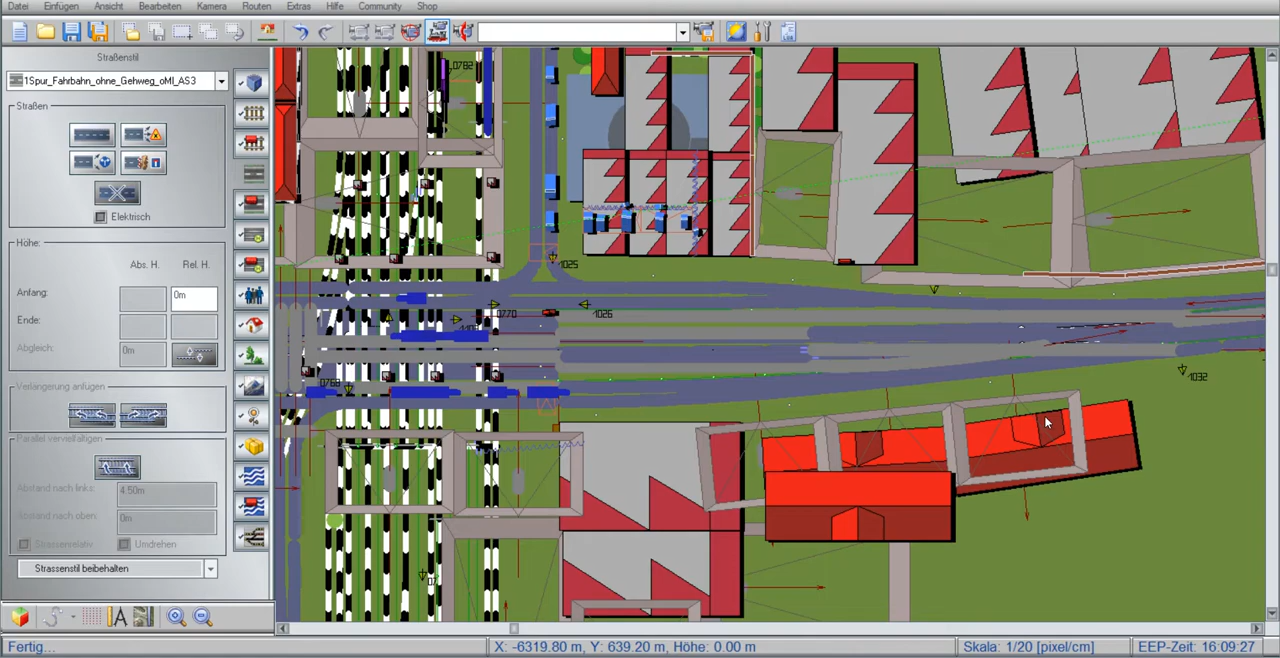 Datei Einfügen Ansicht Bearbeiten Kamera Routen Extras Hilfe Community Shop
Straßenstil
1Spur_Fahrbahn_ohne_Gehweg_oMI_AS3
Straßen
Elektrisch
Höhe:
Abs. H. Rel. H.
Anfang: 0m
Ende:
Abgleich: 0m
Verlängerung anfügen
Parallel vervielfältigen
Abstand nach links: 4.50m
Abstand nach oben: 0m
Strassenrelativ Umdrehen
Strassenstil beibehalten
0782
1025
0770
1026
0768
1032
Fertig...
X: -6319.80 m, Y: 639.20 m, Höhe: 0.00 m
Skala: 1/20 [pixel/cm]
EEP-Zeit: 16:09:27